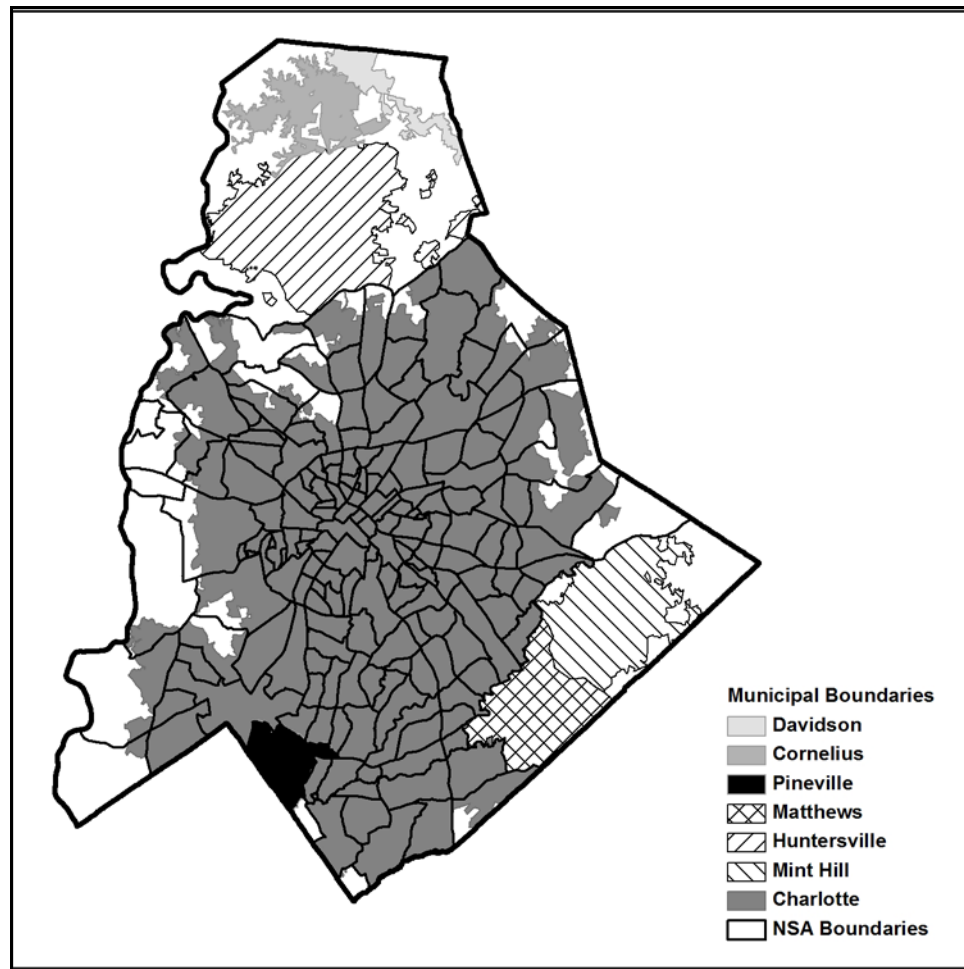 Municipal Boundaries
Davidson
Cornelius
Pineville
Matthews
Huntersville
Mint Hill
Charlotte
NSA Boundaries